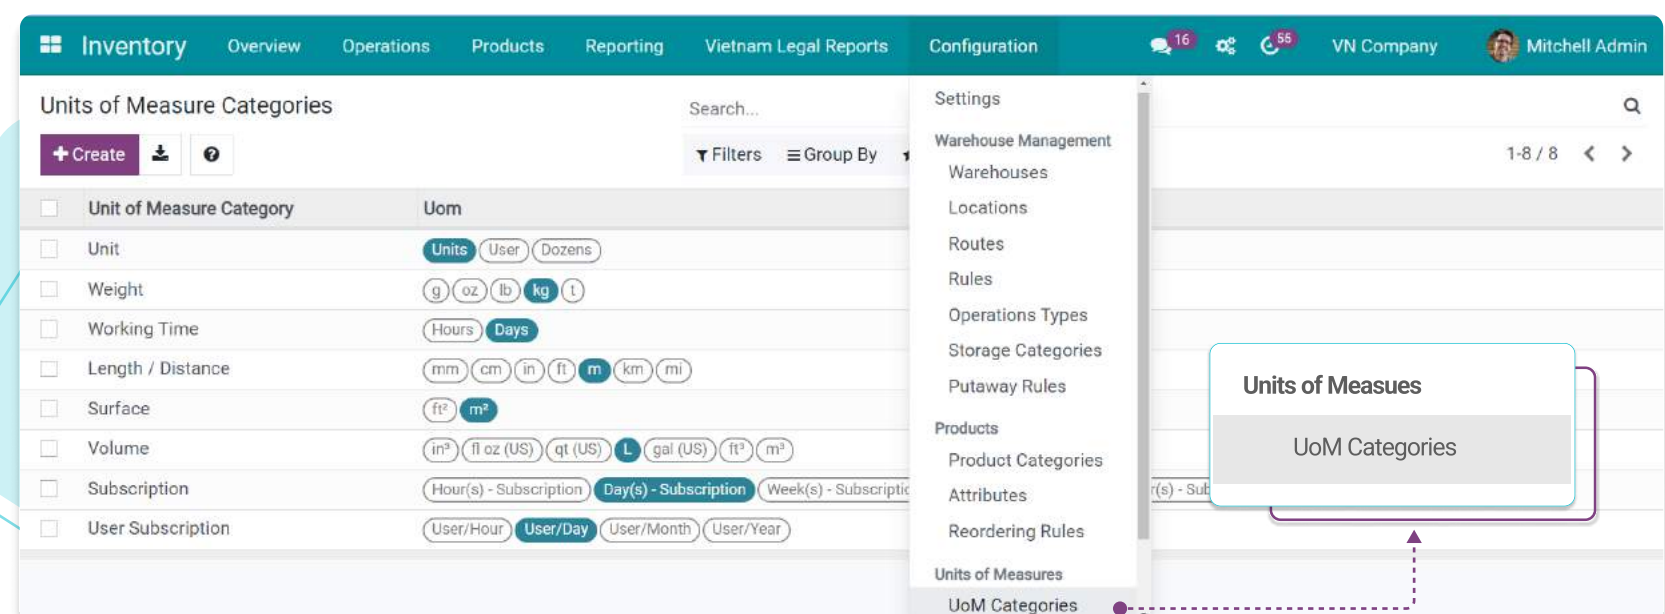 Inventory Overview Operations Products Reporting Vietnam Legal Reports Configuration 16 55 VN Company Mitchell Admin
Units of Measure Categories Search...
Create Filters Group By 1-8 / 8
Unit of Measure Category Uom
Unit Units User Dozens
Weight g oz lb kg t
Working Time Hours Days
Length / Distance mm cm in ft m km mi
Surface ft² m²
Volume in³ fl oz (US) qt (US) L gal (US) ft³ m³
Subscription Hour(s) - Subscription Day(s) - Subscription Week(s) - Subscriptic r(s) - Sub
User Subscription User/Hour User/Day User/Month User/Year
Settings
Warehouse Management
Warehouses
Locations
Routes
Rules
Operations Types
Storage Categories
Putaway Rules
Products
Product Categories
Attributes
Reordering Rules
Units of Measures
UoM Categories
Units of Measues
UoM Categories